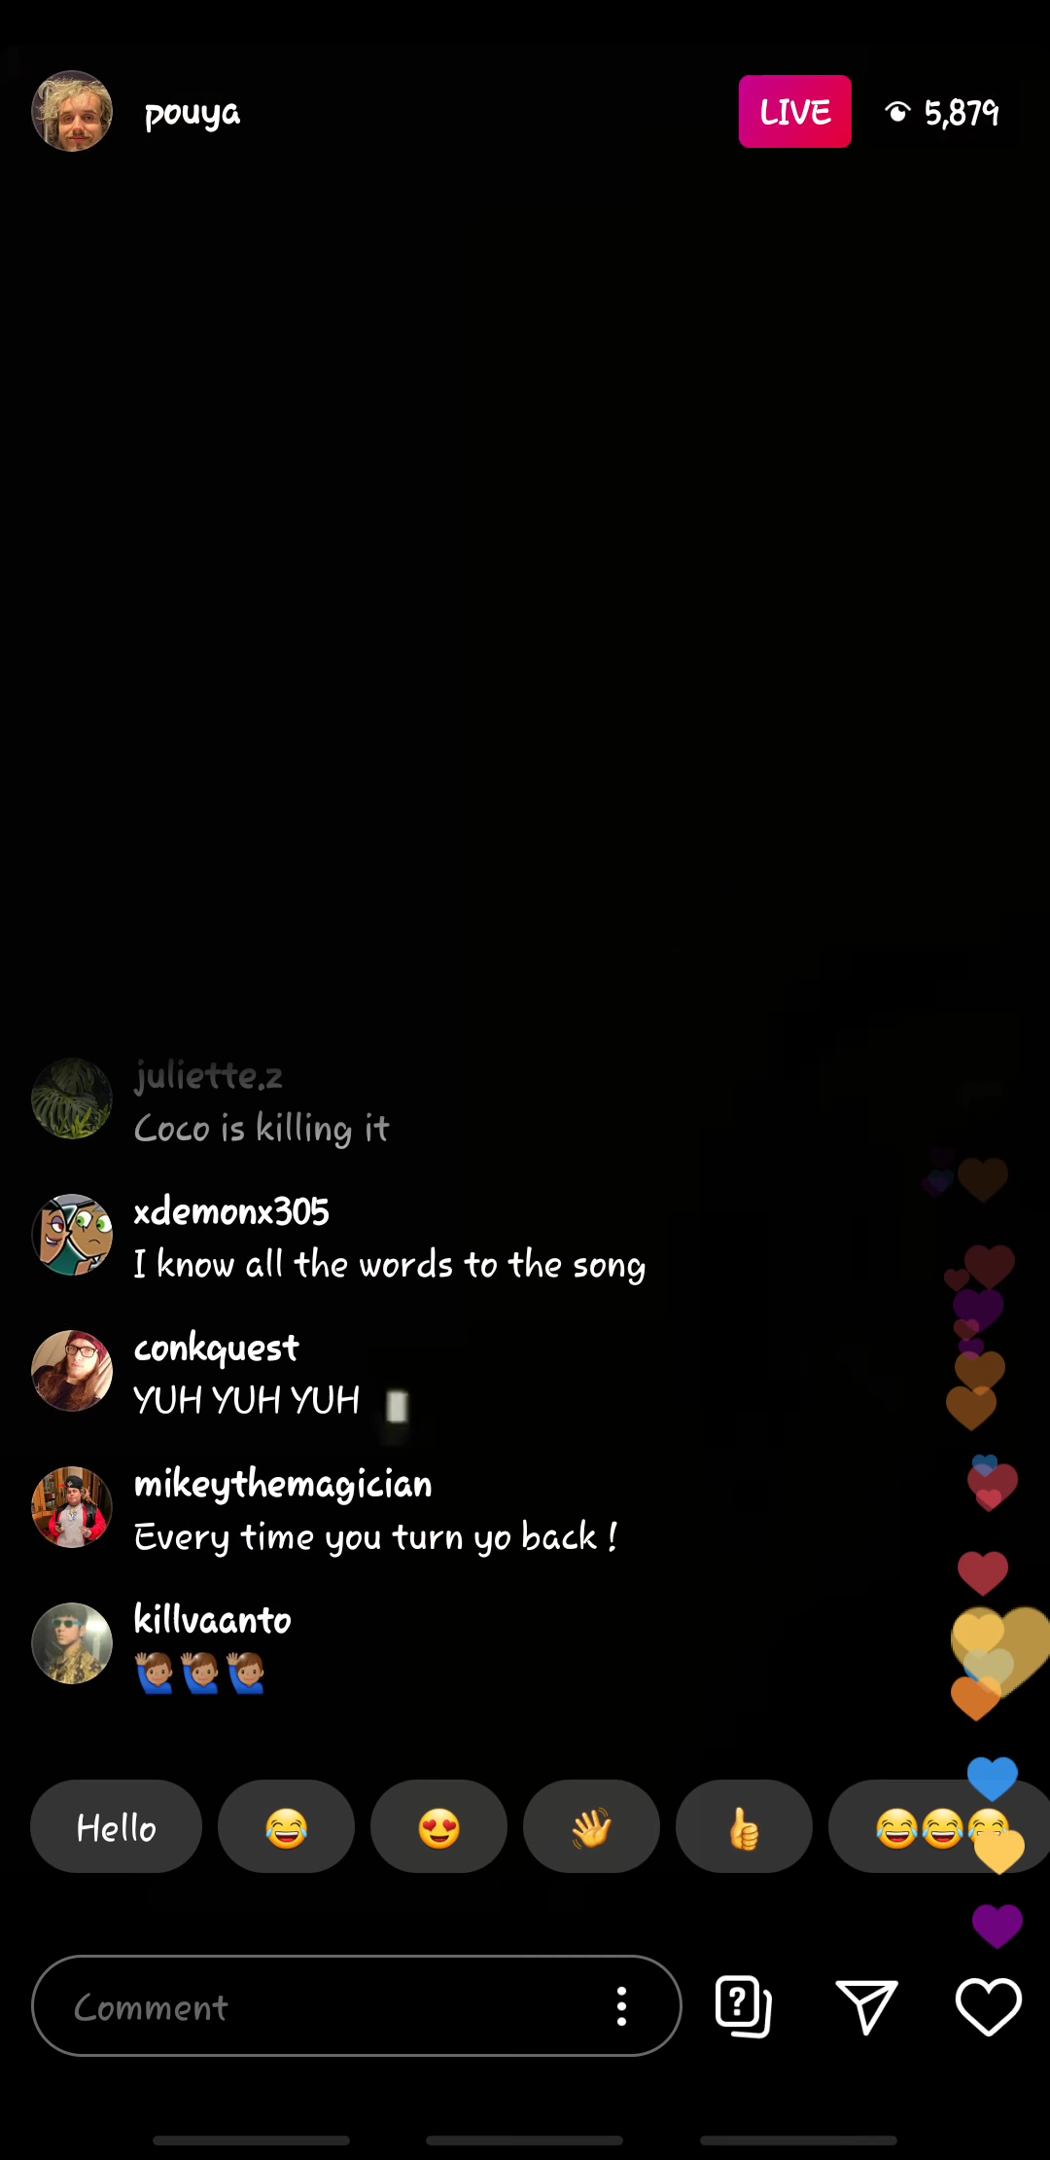 pouya
LIVE 5,879
juliette.z
Coco is killing it
xdemonx305
I know all the words to the song
conkquest
YUH YUH YUH
mikeythemagician
Every time you turn yo back !
killvaanto
🙋🏽‍♂️🙋🏽‍♂️🙋🏽‍♂️
Hello 😂 😍 👋 👍 😂😂😂
Comment